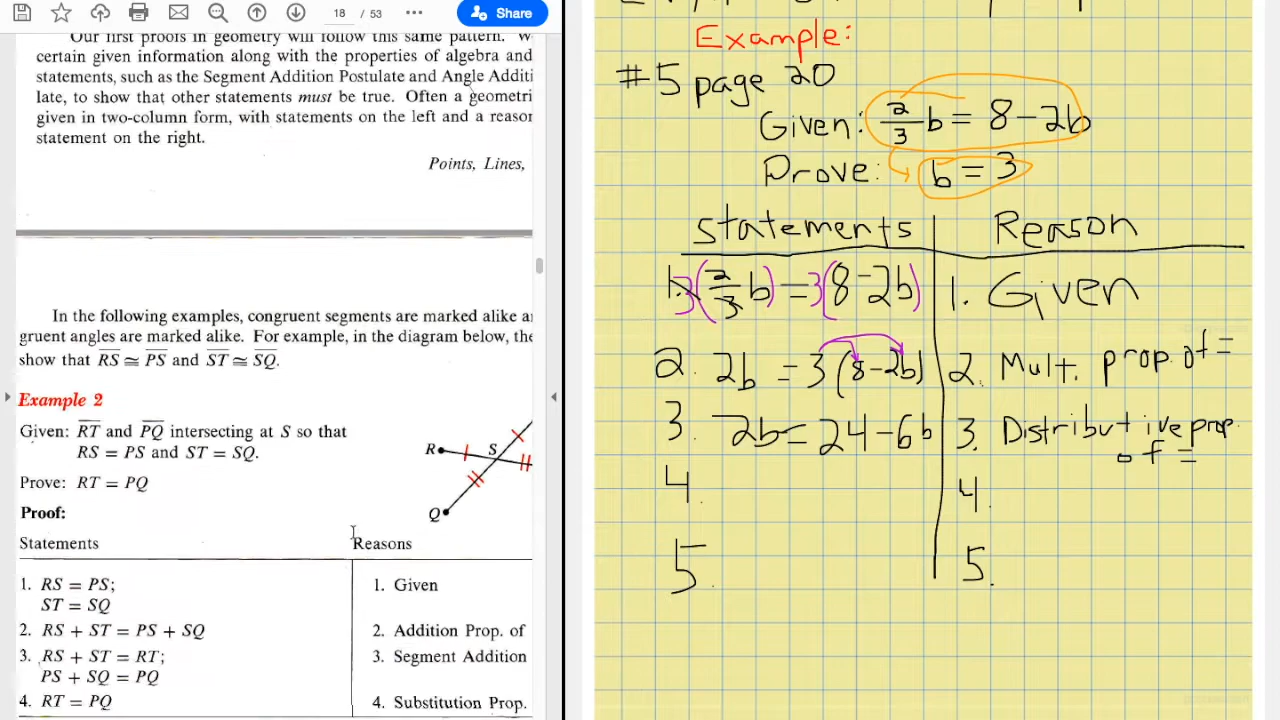 18 / 53
Share
Our first proofs in geometry will follow this same pattern. W
certain given information along with the properties of algebra and
statements, such as the Segment Addition Postulate and Angle Additi
late, to show that other statements must be true. Often a geometri
given in two-column form, with statements on the left and a reason
statement on the right.
Points, Lines,
In the following examples, congruent segments are marked alike a
gruent angles are marked alike. For example, in the diagram below, the
show that RS ≅ PS and ST ≅ SQ.
Example 2
Given: RT and PQ intersecting at S so that
RS = PS and ST = SQ.
Prove: RT = PQ
R S
Q
Proof:
Statements Reasons
1. RS = PS; 1. Given
ST = SQ
2. RS + ST = PS + SQ 2. Addition Prop. of
3. RS + ST = RT; 3. Segment Addition
PS + SQ = PQ
4. RT = PQ 4. Substitution Prop.
Example:
#5 page 20
Given: 2/3 b = 8 - 2b
Prove: b = 3
Statements Reason
1. 3(2/3 b) = 3(8 - 2b) 1. Given
2. 2b = 3(8 - 2b) 2. Mult. prop. of =
3. 2b = 24 - 6b 3. Distributive prop.
of =
4. 4.
5. 5.